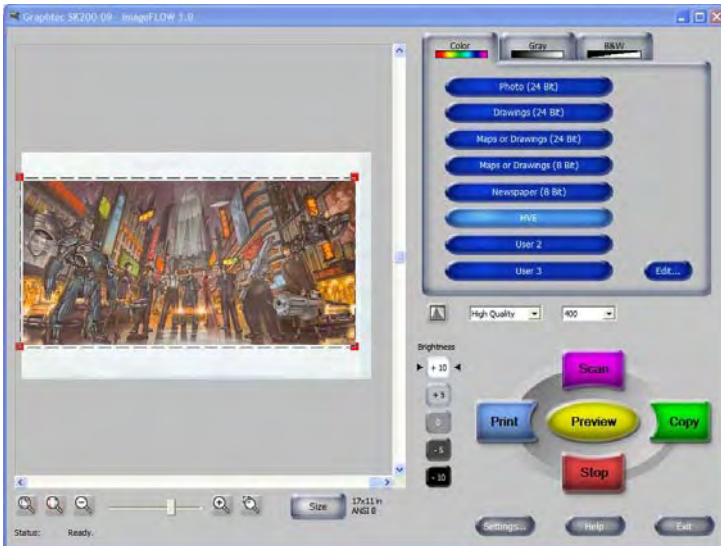 Graphtec SK200-09 - ImageFLOW 1.0
Color
Gray
B&W
Photo (24 Bit)
Drawings (24 Bit)
Maps or Drawings (24 Bit)
Maps or Drawings (8 Bit)
Newspaper (8 Bit)
MVE
User 2
User 3
Edit...
High Quality
400
Brightness
+ 10
+ 5
0
- 5
- 10
Scan
Print
Preview
Copy
Stop
Size
17x11 in
ANSI B
Status: Ready.
Settings...
Help
Exit